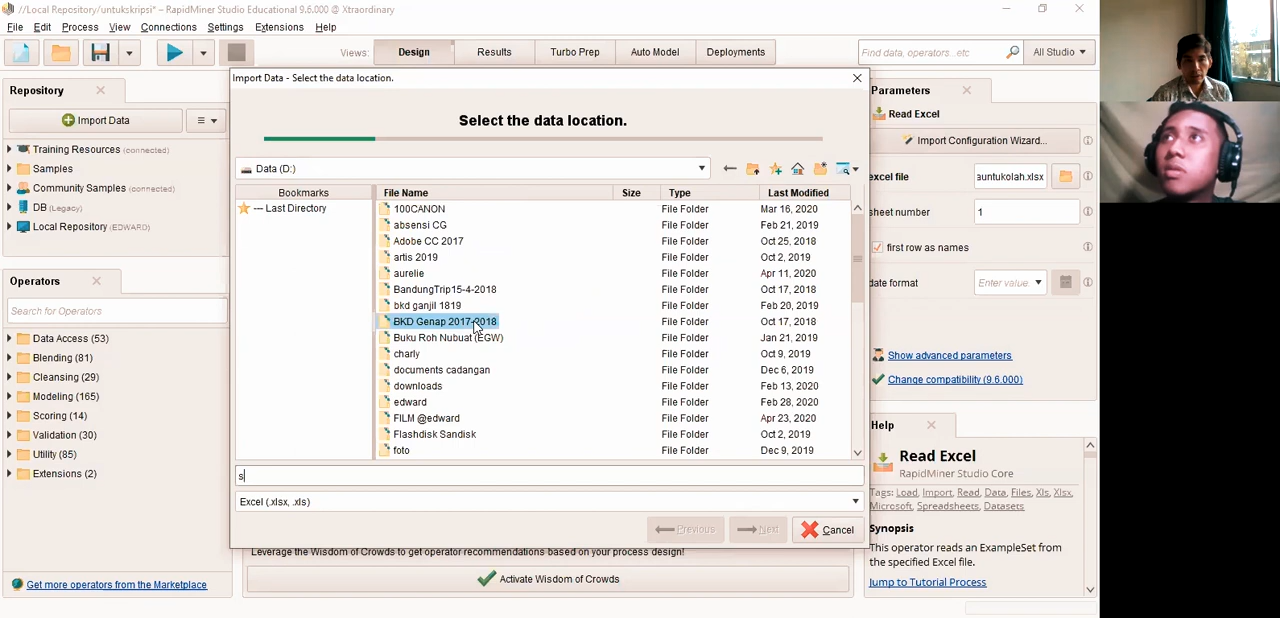 //Local Repository/untukskripsi* – RapidMiner Studio Educational 9.6.000 @ Xtraordinary
File Edit Process View Connections Settings Extensions Help
Views: Design Results Turbo Prep Auto Model Deployments Find data, operators...etc All Studio
Repository
Import Data
Training Resources (connected)
Samples
Community Samples (connected)
DB (Legacy)
Local Repository (EDWARD)
Operators
Search for Operators
Data Access (53)
Blending (81)
Cleansing (29)
Modeling (165)
Scoring (14)
Validation (30)
Utility (85)
Extensions (2)
Get more operators from the Marketplace
Import Data - Select the data location.
Select the data location.
Data (D:)
Bookmarks
--- Last Directory
File Name Size Type Last Modified
100CANON File Folder Mar 16, 2020
absensi CG File Folder Feb 21, 2019
Adobe CC 2017 File Folder Oct 25, 2018
artis 2019 File Folder Oct 2, 2019
aurelie File Folder Apr 11, 2020
BandungTrip15-4-2018 File Folder Oct 17, 2018
bkd ganjil 1819 File Folder Feb 20, 2019
BKD Genap 2017-2018 File Folder Oct 17, 2018
Buku Roh Nubuat (EGW) File Folder Jan 21, 2019
charly File Folder Oct 9, 2019
documents cadangan File Folder Dec 6, 2019
downloads File Folder Feb 13, 2020
edward File Folder Feb 28, 2020
FILM @edward File Folder Apr 23, 2020
Flashdisk Sandisk File Folder Oct 2, 2019
foto File Folder Dec 9, 2019
s
Excel (.xlsx, .xls)
Previous Next Cancel
Leverage the Wisdom of Crowds to get operator recommendations based on your process design!
Activate Wisdom of Crowds
Parameters
Read Excel
Import Configuration Wizard...
excel file auntukolah.xlsx
sheet number 1
first row as names
date format Enter value
Show advanced parameters
Change compatibility (9.6.000)
Help
Read Excel
RapidMiner Studio Core
Tags: Load, Import, Read, Data, Files, Xls, Xlsx,
Microsoft, Spreadsheets, Datasets
Synopsis
This operator reads an ExampleSet from
the specified Excel file.
Jump to Tutorial Process